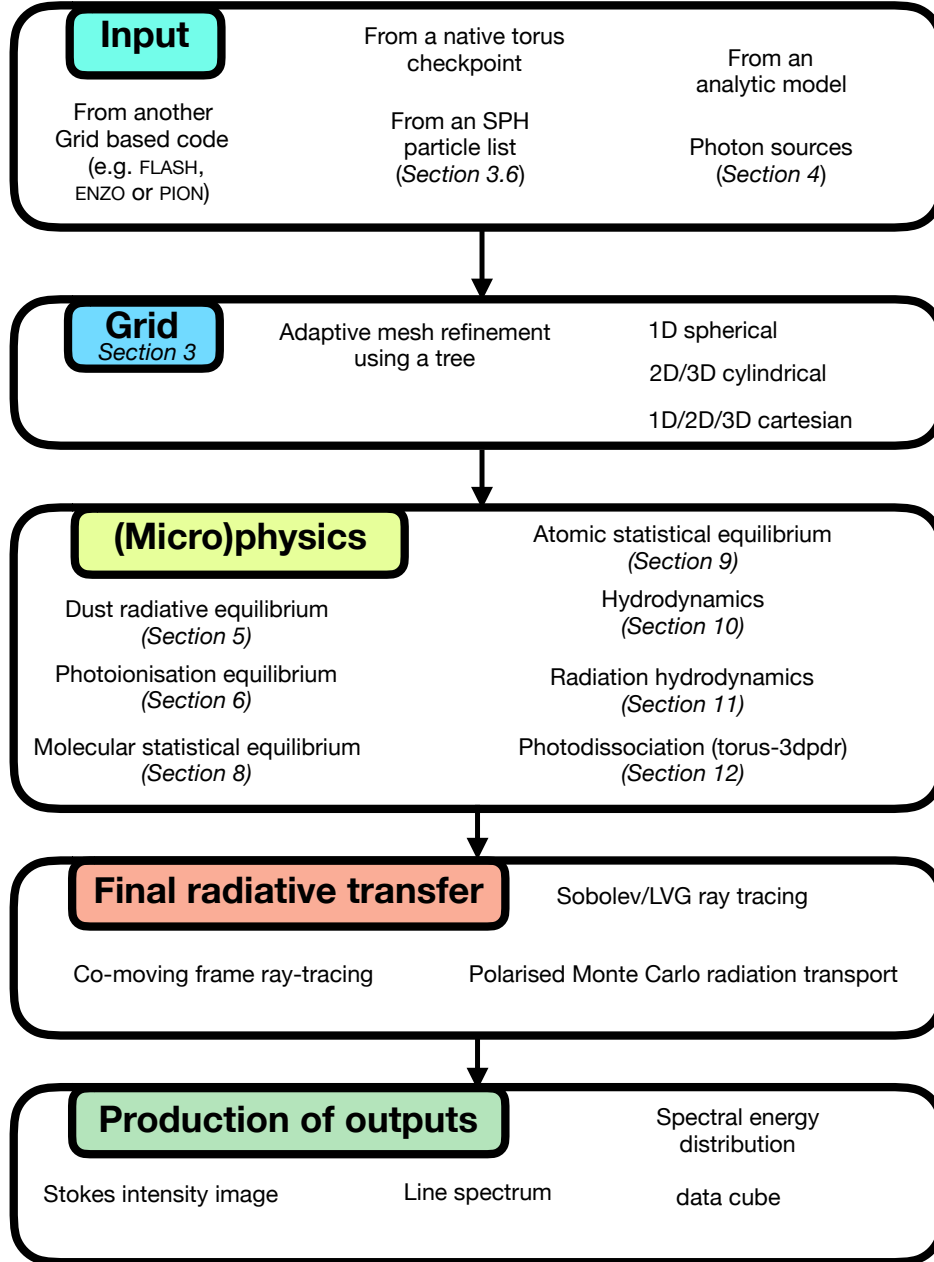 Input
From a native torus
checkpoint
From an
analytic model
From another
Grid based code
(e.g. FLASH,
ENZO or PION)
From an SPH
particle list
(Section 3.6)
Photon sources
(Section 4)
Grid
Section 3
Adaptive mesh refinement
using a tree
1D spherical
2D/3D cylindrical
1D/2D/3D cartesian
(Micro)physics
Dust radiative equilibrium
(Section 5)
Photoionisation equilibrium
(Section 6)
Molecular statistical equilibrium
(Section 8)
Atomic statistical equilibrium
(Section 9)
Hydrodynamics
(Section 10)
Radiation hydrodynamics
(Section 11)
Photodissociation (torus-3dpdr)
(Section 12)
Final radiative transfer
Sobolev/LVG ray tracing
Co-moving frame ray-tracing
Polarised Monte Carlo radiation transport
Production of outputs
Spectral energy
distribution
Stokes intensity image
Line spectrum
data cube